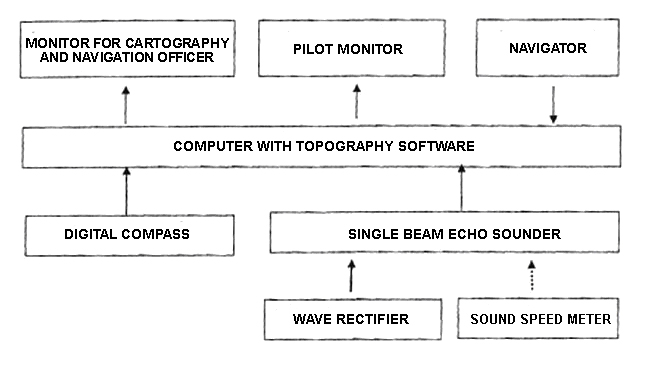 MONITOR FOR CARTOGRAPHY
AND NAVIGATION OFFICER
PILOT MONITOR
NAVIGATOR
COMPUTER WITH TOPOGRAPHY SOFTWARE
DIGITAL COMPASS
SINGLE BEAM ECHO SOUNDER
WAVE RECTIFIER
SOUND SPEED METER